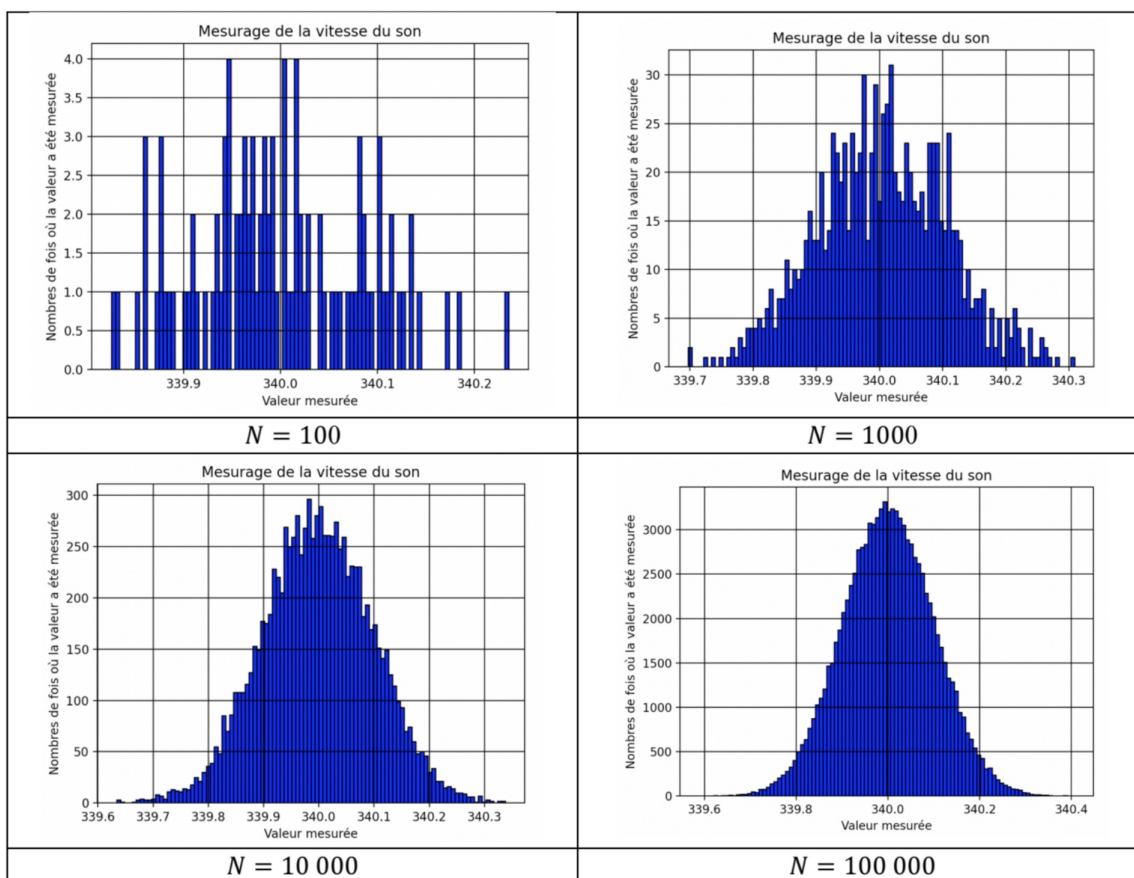 Mesurage de la vitesse du son
Nombres de fois où la valeur a été mesurée
4.0
3.5
3.0
2.5
2.0
1.5
1.0
0.5
0.0
339.9 340.0 340.1 340.2
Valeur mesurée
N = 100
Mesurage de la vitesse du son
Nombres de fois où la valeur a été mesurée
30
25
20
15
10
5
0
339.7 339.8 339.9 340.0 340.1 340.2 340.3
Valeur mesurée
N = 1000
Mesurage de la vitesse du son
Nombres de fois où la valeur a été mesurée
300
250
200
150
100
50
0
339.6 339.7 339.8 339.9 340.0 340.1 340.2 340.3
Valeur mesurée
N = 10 000
Mesurage de la vitesse du son
Nombres de fois où la valeur a été mesurée
3000
2500
2000
1500
1000
500
0
339.6 339.8 340.0 340.2 340.4
Valeur mesurée
N = 100 000